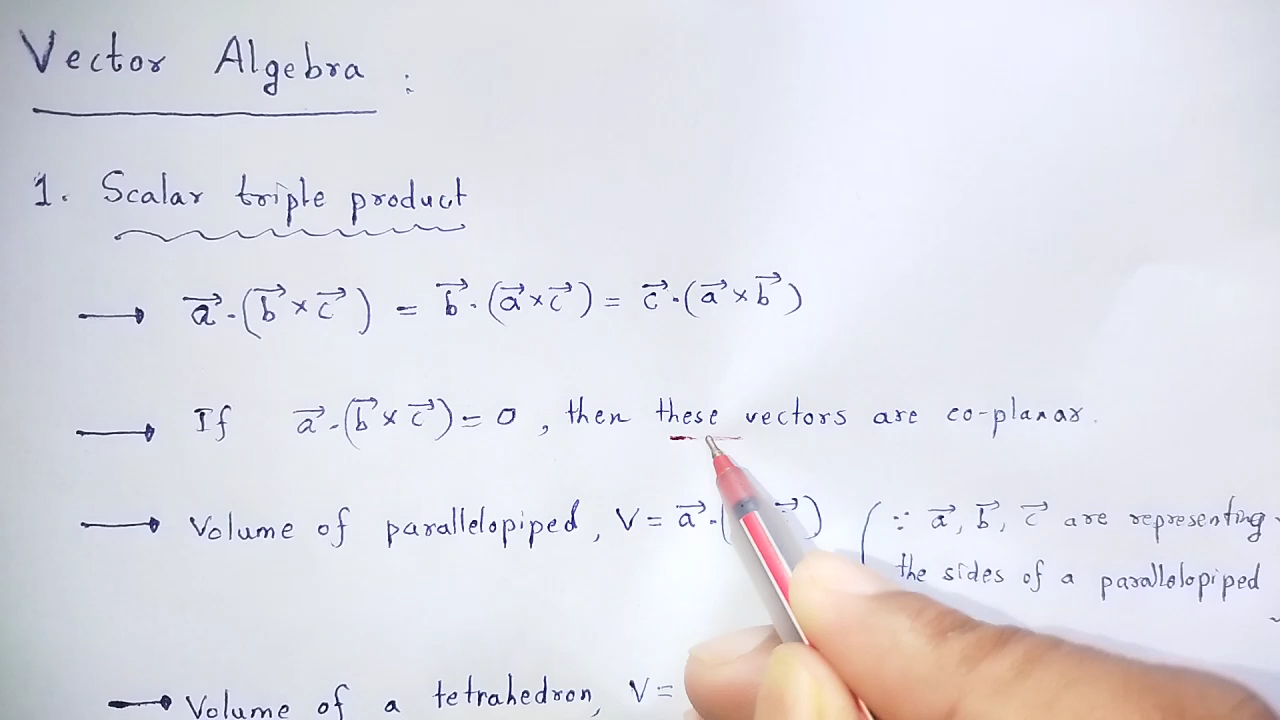 Vector Algebra :
1. Scalar triple product
→ a⃗·(b⃗×c⃗) = b⃗·(a⃗×c⃗) = c⃗·(a⃗×b⃗)
→ If a⃗·(b⃗×c⃗)=0, then these vectors are co-planar.
→ Volume of parallelopiped, V= a⃗·( ) (∵ a⃗, b⃗, c⃗ are representing
the sides of a parallelopiped
→ Volume of a tetrahedron, V=